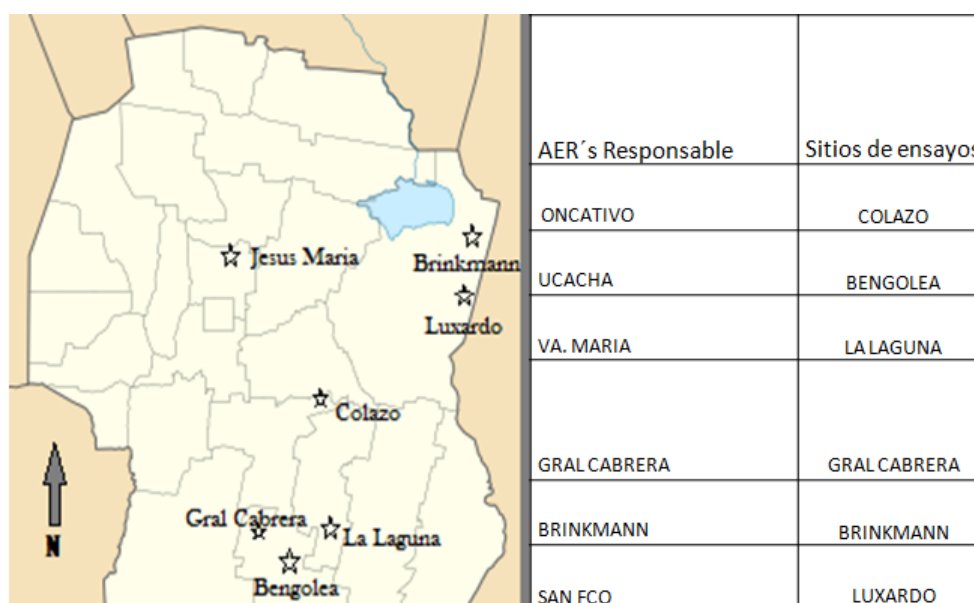 Jesus Maria
Brinkmann
Luxardo
Colazo
Gral Cabrera
La Laguna
Bengolea
N
AER´s Responsable Sitios de ensayos
ONCATIVO COLAZO
UCACHA BENGOLEA
VA. MARIA LA LAGUNA
GRAL CABRERA GRAL CABRERA
BRINKMANN BRINKMANN
SAN FCO LUXARDO